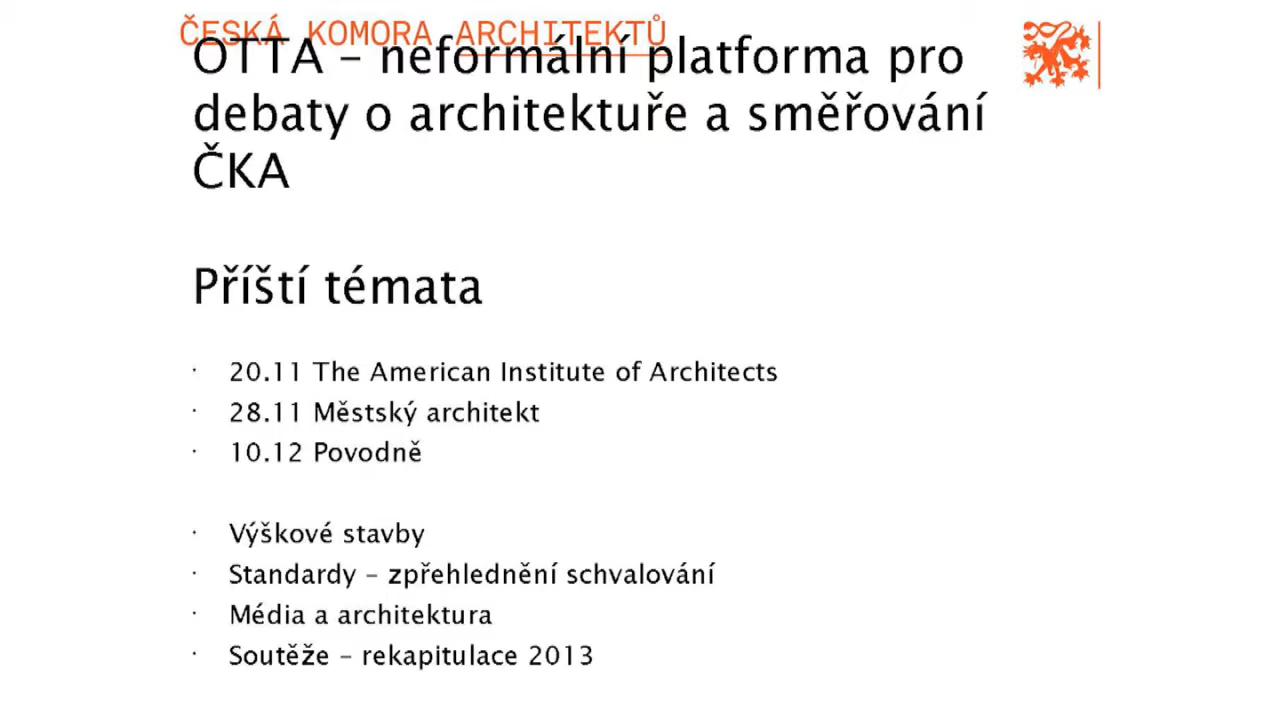 ČESKÁ KOMORA ARCHITEKTŮ
OTTA – neformální platforma pro
debaty o architektuře a směřování
ČKA
Příští témata
· 20.11 The American Institute of Architects
· 28.11 Městský architekt
· 10.12 Povodně
· Výškové stavby
· Standardy – zpřehlednění schvalování
· Média a architektura
· Soutěže – rekapitulace 2013